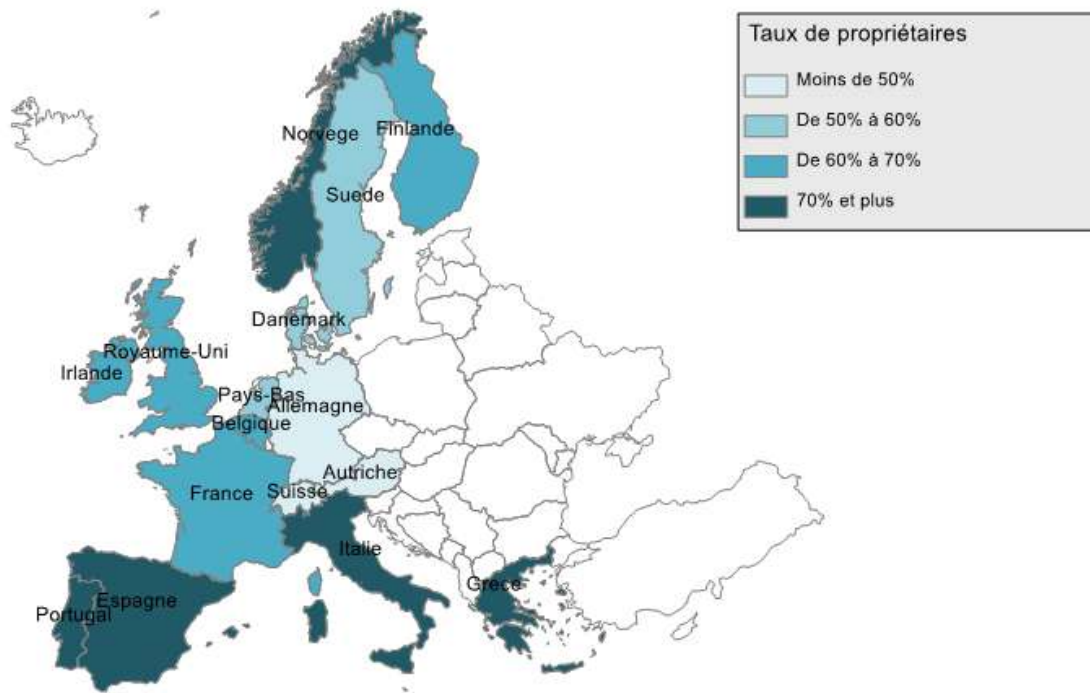 Taux de propriétaires
Moins de 50%
De 50% à 60%
De 60% à 70%
70% et plus
Norvege
Finlande
Suede
Danemark
Royaume-Uni
Irlande
Pays-Bas
Allemagne
Belgique
Autriche
Suisse
France
Italie
Grece
Espagne
Portugal